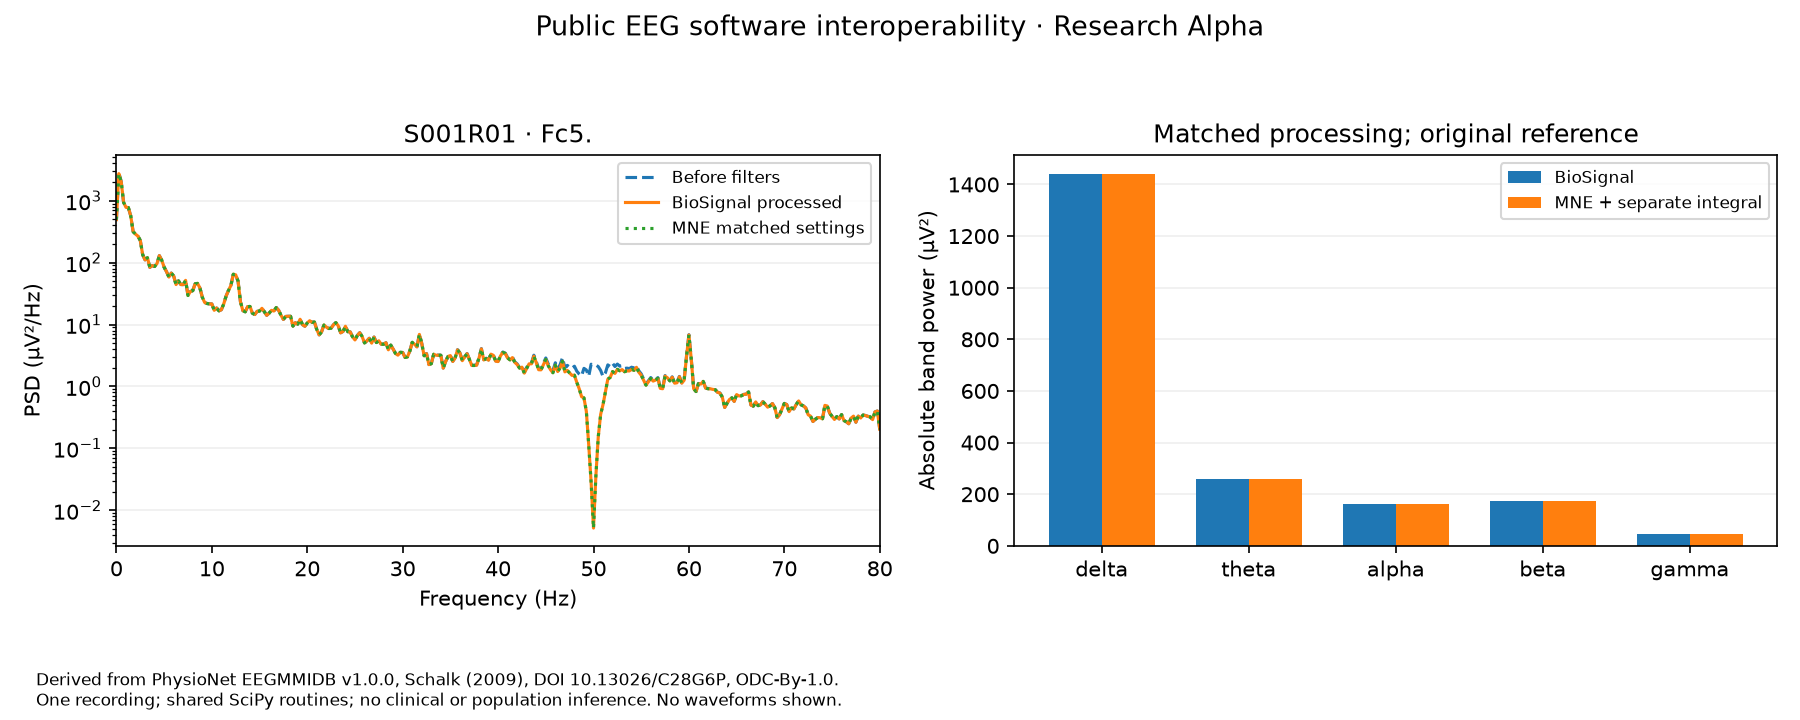 Public EEG software interoperability · Research Alpha
S001R01 · Fc5.
PSD (µV²/Hz)
10³
10²
10¹
10⁰
10⁻¹
10⁻²
Before filters
BioSignal processed
MNE matched settings
0 10 20 30 40 50 60 70 80
Frequency (Hz)
Matched processing; original reference
Absolute band power (µV²)
1400
1200
1000
800
600
400
200
0
BioSignal
MNE + separate integral
delta theta alpha beta gamma
Derived from PhysioNet EEGMMIDB v1.0.0, Schalk (2009), DOI 10.13026/C28G6P, ODC-By-1.0.
One recording; shared SciPy routines; no clinical or population inference. No waveforms shown.